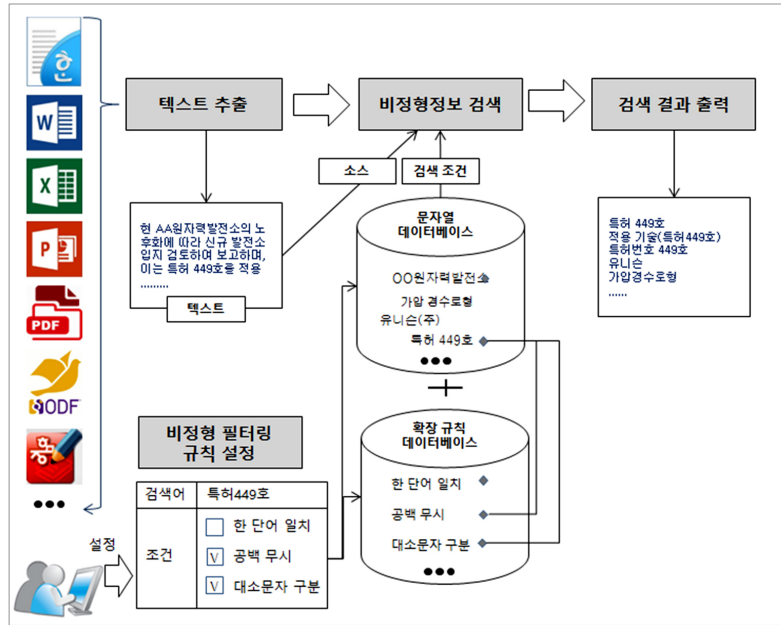 한
W
X
P
PDF
ODF
훈
텍스트 추출
비정형정보 검색
검색 결과 출력
소스
검색 조건
현 AA원자력발전소의 노
후화에 따라 신규 발전소
입지 검토하여 보고하며,
이는 특허 449호를 적용
.........
텍스트
문자열
데이터베이스
OO원자력발전소
가압 경수로형
유니슨(주)
특허 449호
●●●
특허 449호
적용 기술(특허449호)
특허번호 449호
유니슨
가압경수로형
......
+
확장 규칙
데이터베이스
한 단어 일치
공백 무시
대소문자 구분
●●●
●●●
비정형 필터링
규칙 설정
설정
검색어 특허449호
조건
한 단어 일치
V 공백 무시
V 대소문자 구분